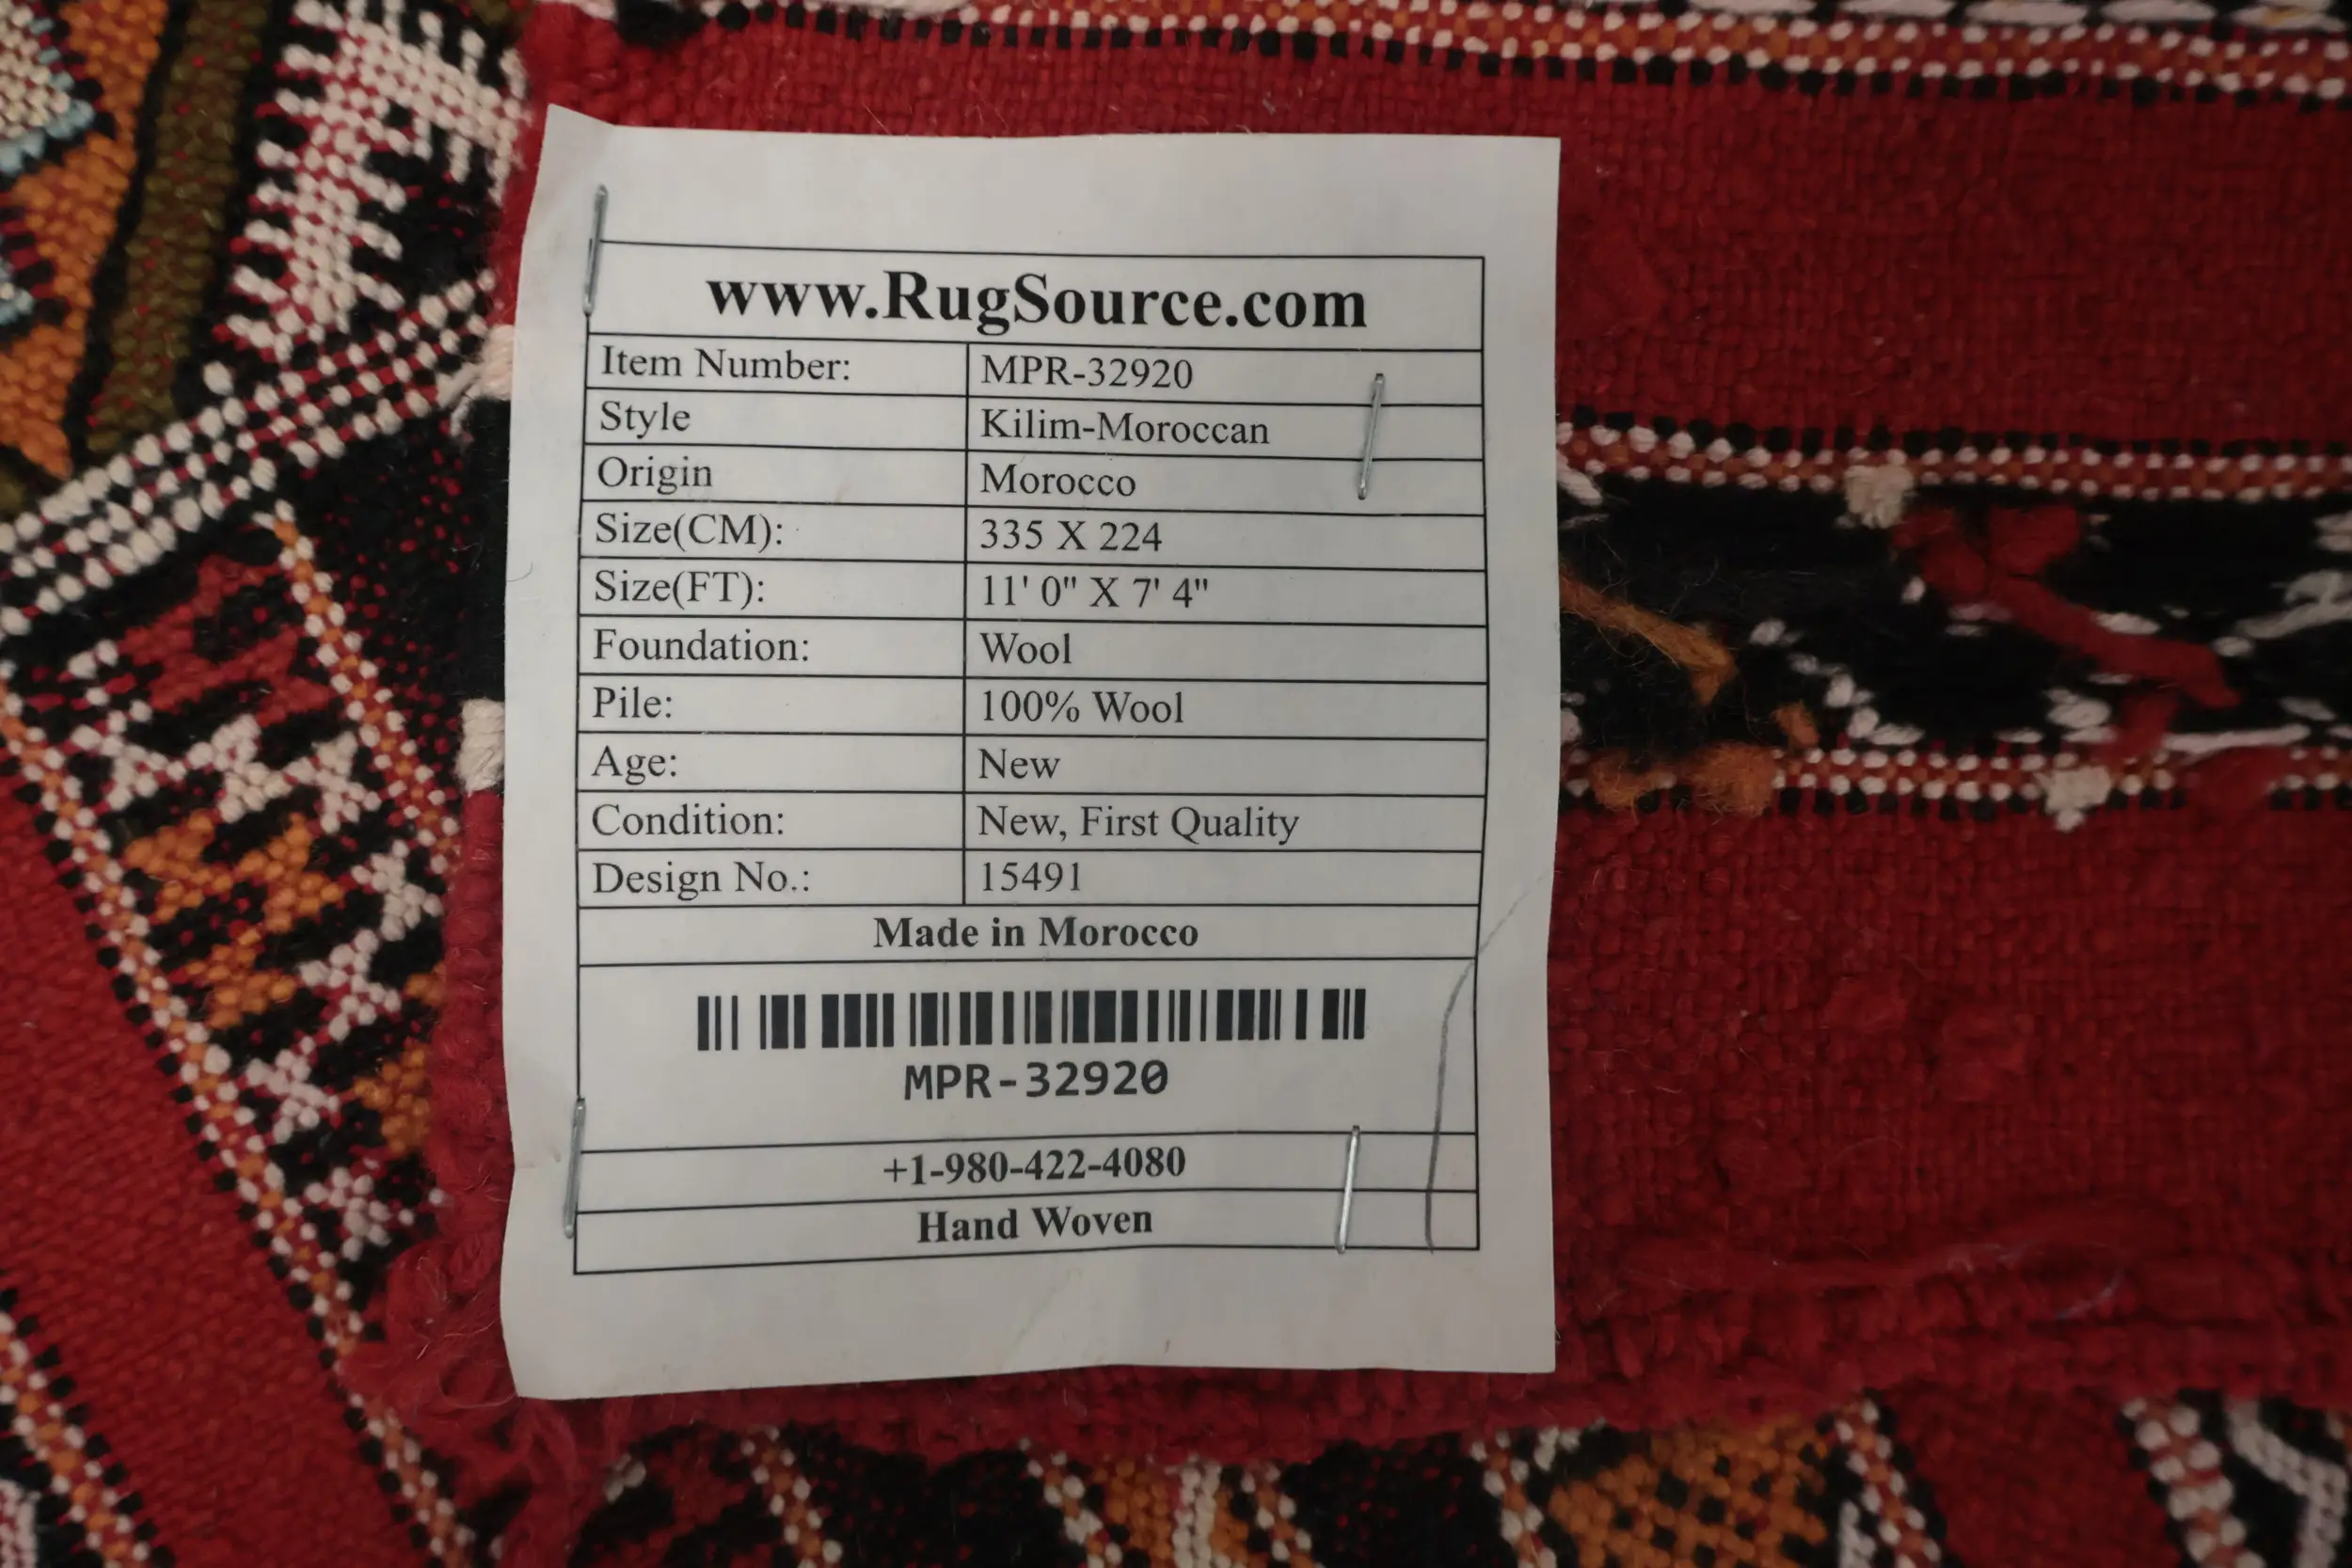 www.RugSource.com
Item Number: MPR-32920
Style Kilim-Moroccan
Origin Morocco
Size(CM): 335 X 224
Size(FT): 11' 0" X 7' 4"
Foundation: Wool
Pile: 100% Wool
Age: New
Condition: New, First Quality
Design No.: 15491
Made in Morocco
MPR-32920
+1-980-422-4080
Hand Woven